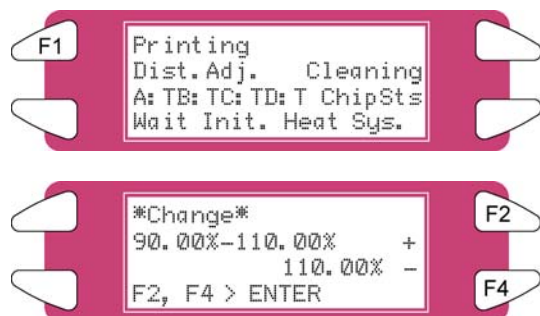 F1
Printing
Dist.Adj. Cleaning
A:TB:TC:TD:T ChipSts
Wait Init. Heat Sys.
*Change*
F2
90.00%-110.00% +
110.00% -
F2, F4 > ENTER
F4